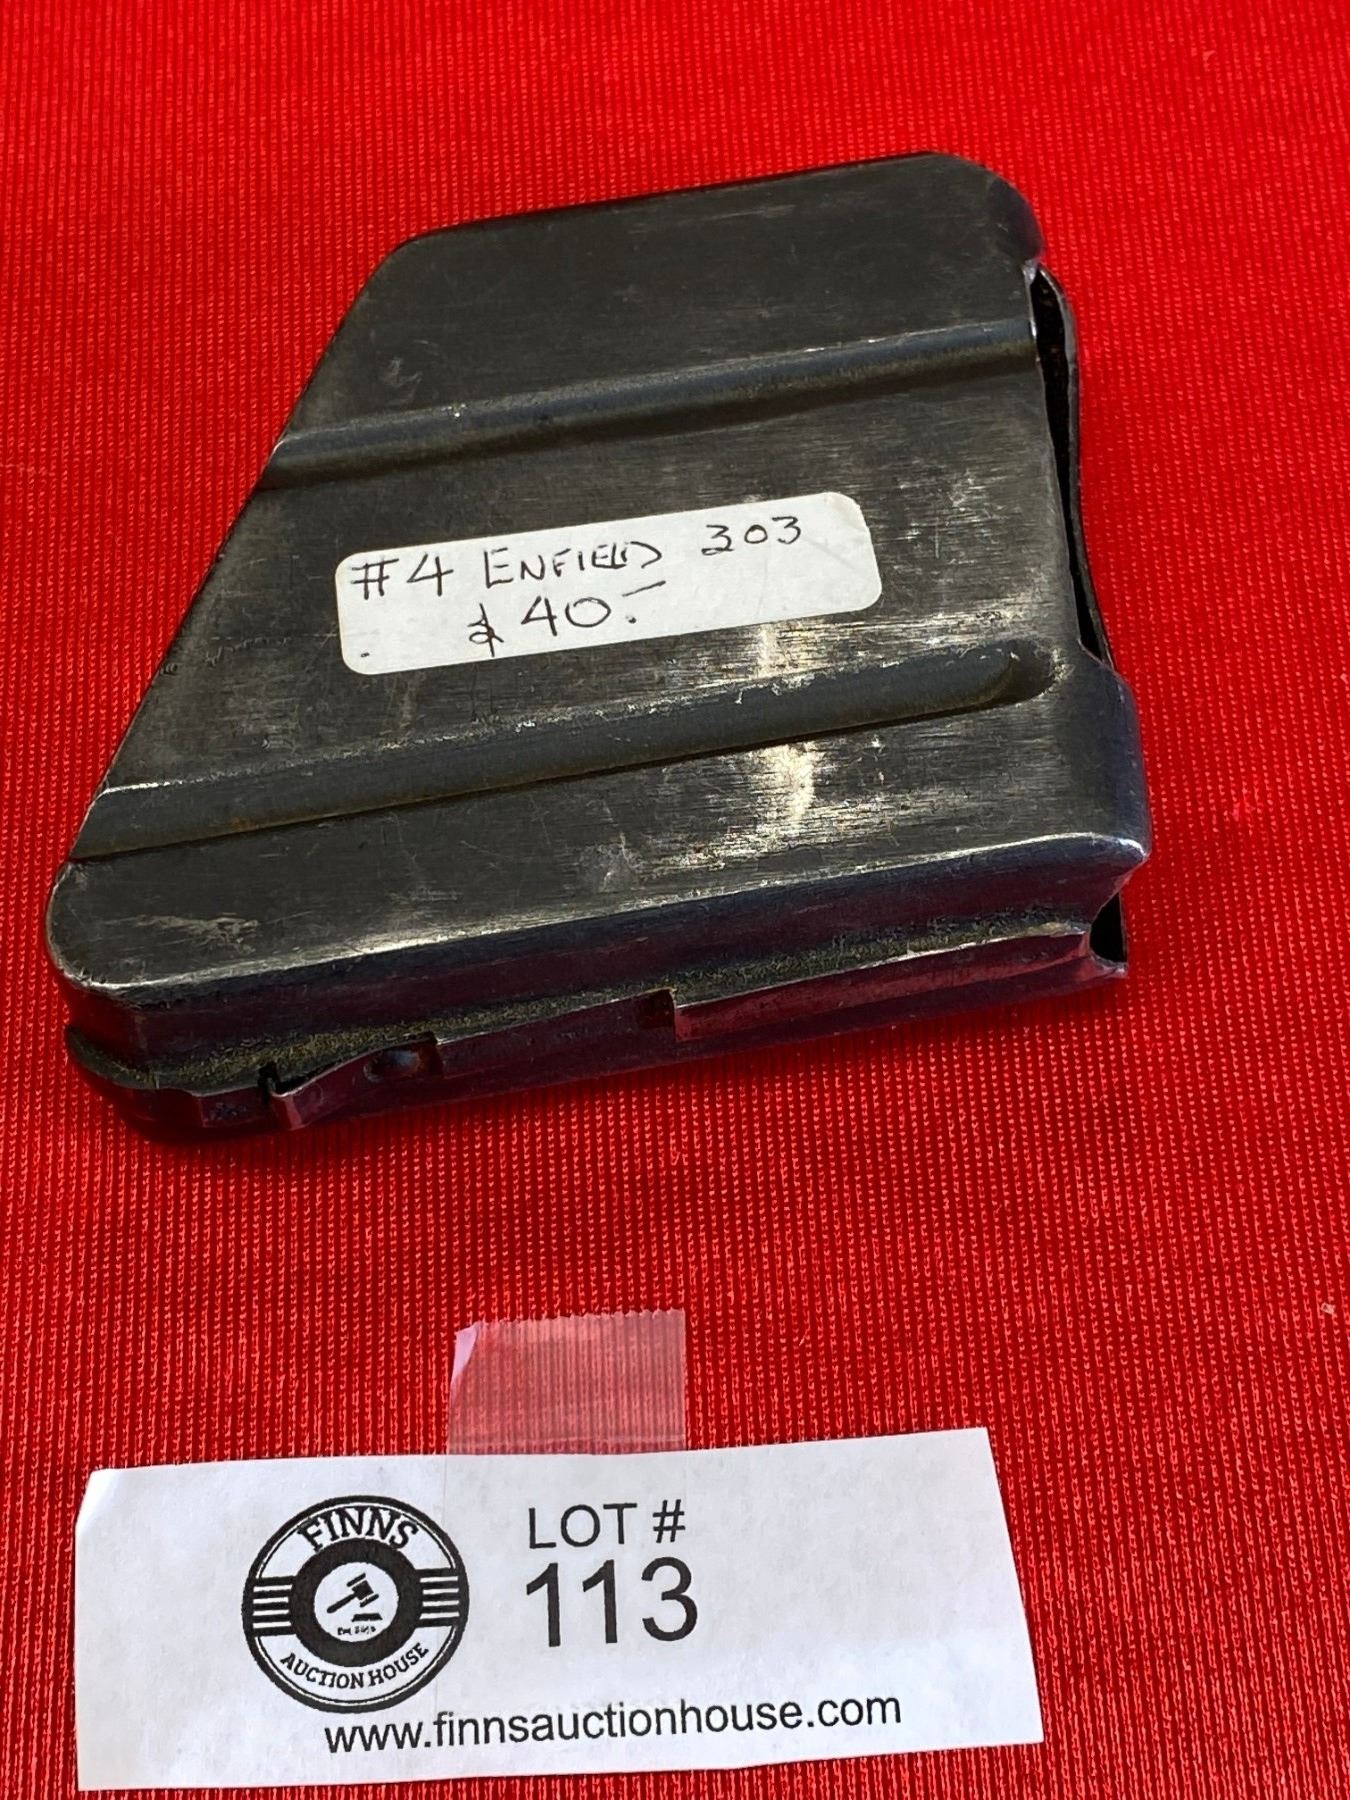 #4 ENFIELD 303
$40.-
LOT #
113
FINNS
AUCTION HOUSE
www.finnsauctionhouse.com